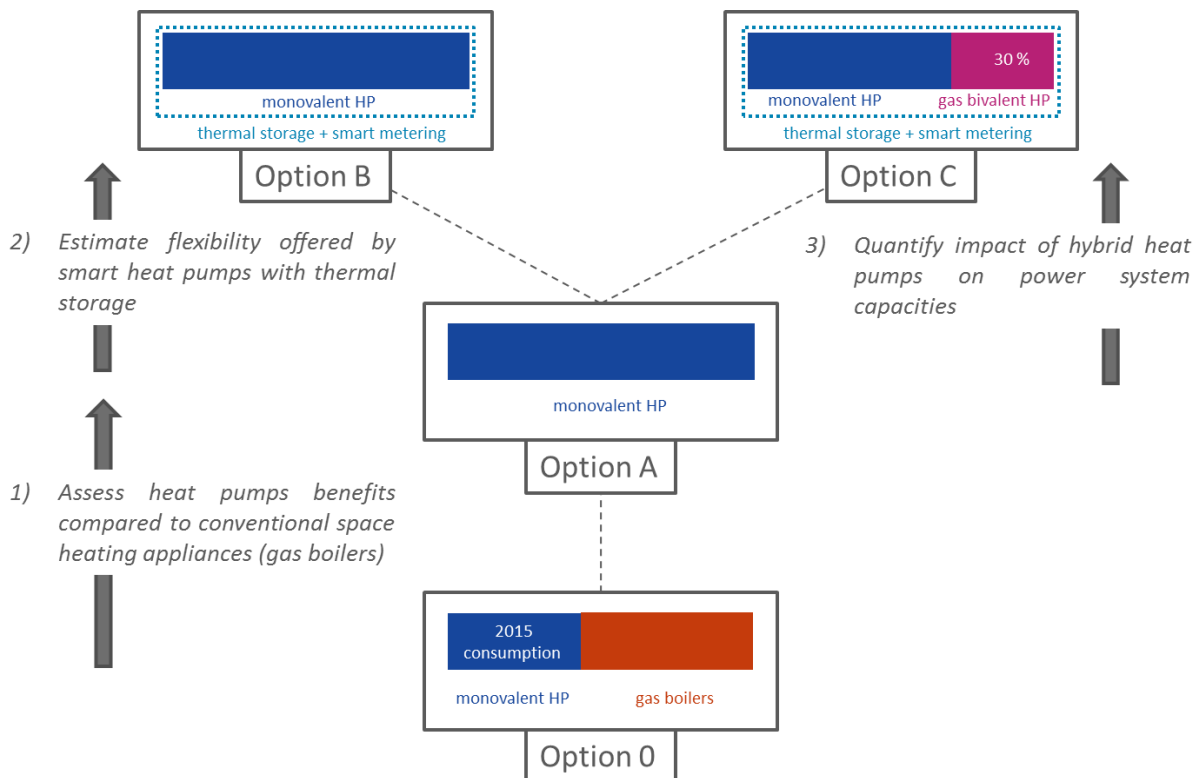 monovalent HP
thermal storage + smart metering
Option B
30 %
monovalent HP
gas bivalent HP
thermal storage + smart metering
Option C
2) Estimate flexibility offered by
smart heat pumps with thermal
storage
3) Quantify impact of hybrid heat
pumps on power system
capacities
monovalent HP
Option A
1) Assess heat pumps benefits
compared to conventional space
heating appliances (gas boilers)
2015
consumption
monovalent HP
gas boilers
Option 0